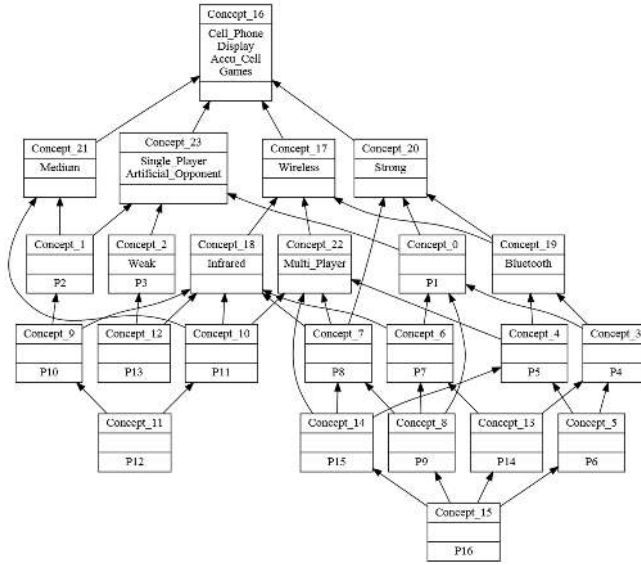 Concept_16
Cell_Phone
Display
Accu_Cell
Games
Concept_21
Medium
Concept_23
Single_Player
Artificial_Opponent
Concept_17
Wireless
Concept_20
Strong
Concept_1
P2
Concept_2
Weak
P3
Concept_18
Infrared
Concept_22
Multi_Player
Concept_0
P1
Concept_19
Bluetooth
Concept_9
P10
Concept_12
P13
Concept_10
P11
Concept_7
P8
Concept_6
P7
Concept_4
P5
Concept_3
P4
Concept_11
P12
Concept_14
P15
Concept_8
P9
Concept_13
P14
Concept_5
P6
Concept_15
P16